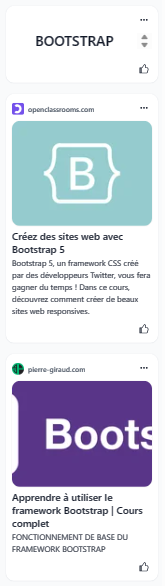 BOOTSTRAP
openclassrooms.com
B
Créez des sites web avec
Bootstrap 5
Bootstrap 5, un framework CSS créé
par des développeurs Twitter, vous fera
gagner du temps ! Dans ce cours,
découvrez comment créer de beaux
sites web responsives.
pierre-giraud.com
Boots
Apprendre à utiliser le
framework Bootstrap | Cours
complet
FONCTIONNEMENT DE BASE DU
FRAMEWORK BOOTSTRAP